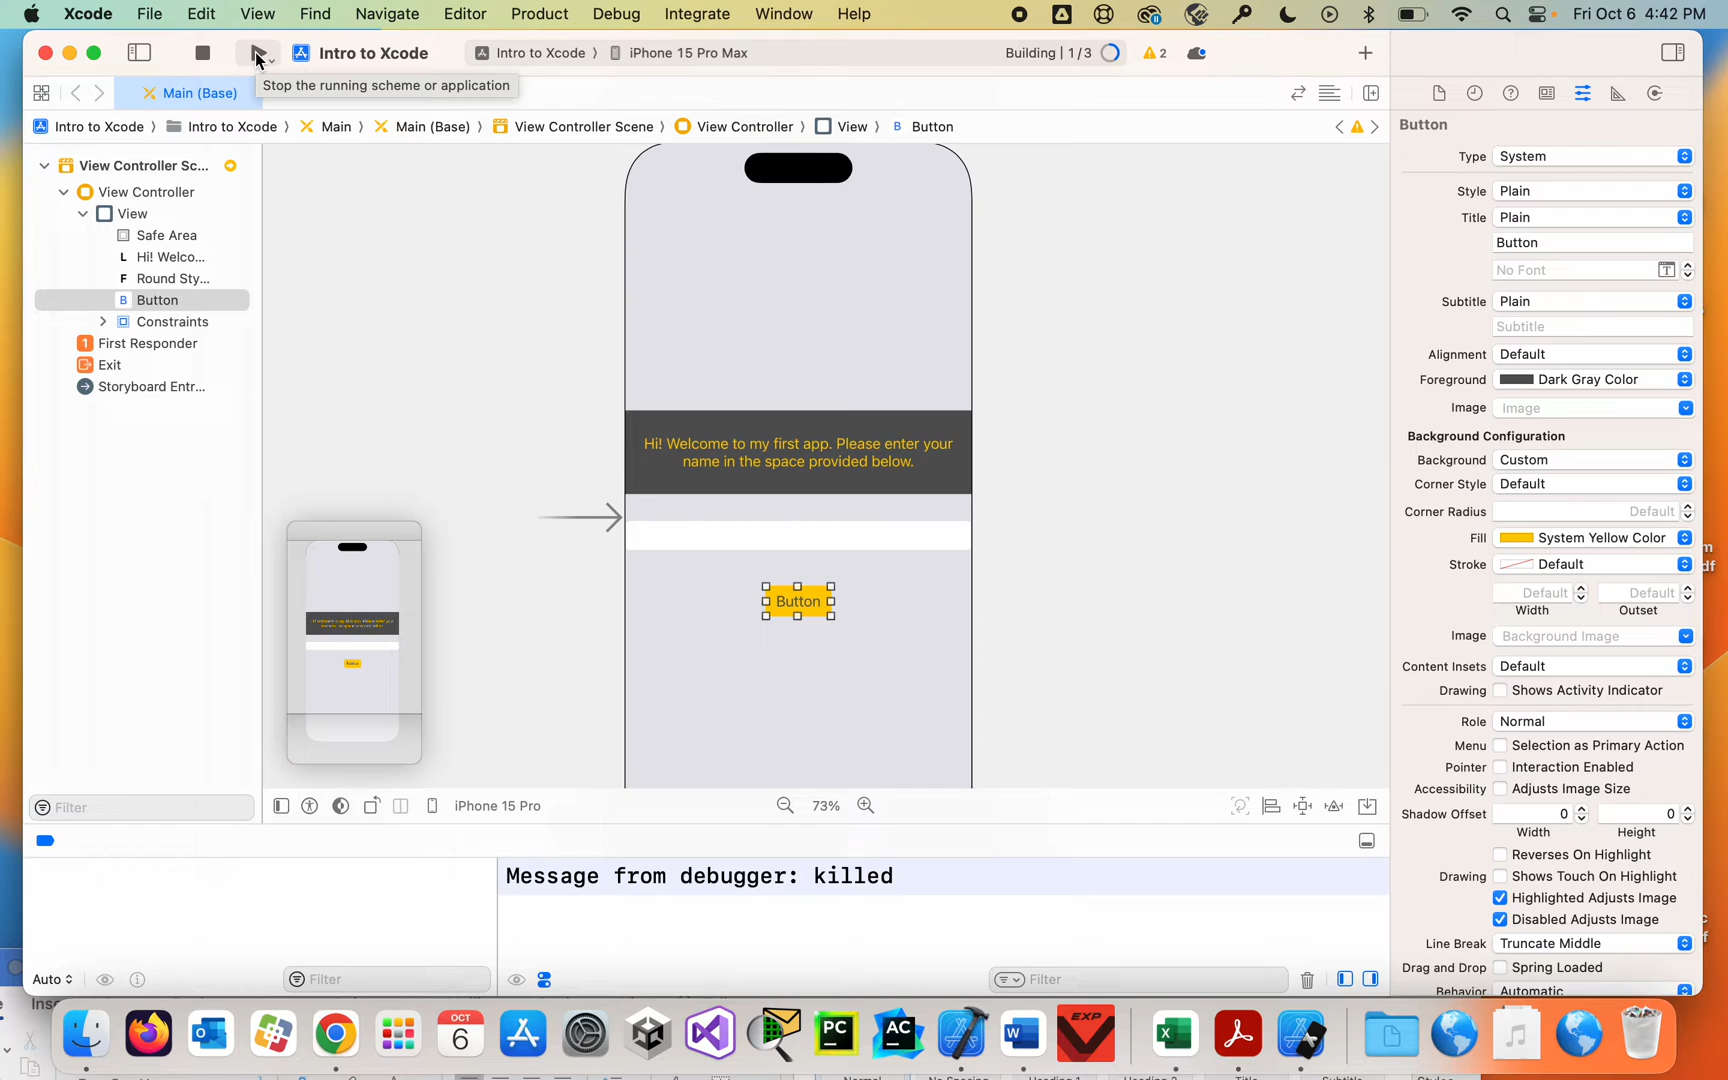 Xcode File Edit View Find Navigate Editor Product Debug Integrate Window Help Fri Oct 6 4:42 PM
Intro to Xcode Intro to Xcode iPhone 15 Pro Max Building | 1/3 2
Stop the running scheme or application
Main (Base)
Intro to Xcode Intro to Xcode Main Main (Base) View Controller Scene View Controller View B Button
View Controller Sc...
View Controller
View
Safe Area
L Hi! Welco...
F Round Sty...
B Button
Constraints
1 First Responder
Exit
Storyboard Entr...
Filter
Hi! Welcome to my first app. Please enter your
name in the space provided below.
Button
iPhone 15 Pro 73%
Message from debugger: killed
Auto Filter Filter
Button
Type System
Style Plain
Title Plain
Button
No Font
Subtitle Plain
Subtitle
Alignment Default
Foreground Dark Gray Color
Image Image
Background Configuration
Background Custom
Corner Style Default
Corner Radius Default
Fill System Yellow Color
Stroke Default
Default Default
Width Outset
Image Background Image
Content Insets Default
Drawing Shows Activity Indicator
Role Normal
Menu Selection as Primary Action
Pointer Interaction Enabled
Accessibility Adjusts Image Size
Shadow Offset 0 0
Width Height
Reverses On Highlight
Drawing Shows Touch On Highlight
Highlighted Adjusts Image
Disabled Adjusts Image
Line Break Truncate Middle
Drag and Drop Spring Loaded
Behavior Automatic
OCT
6
PC
AC
EXP